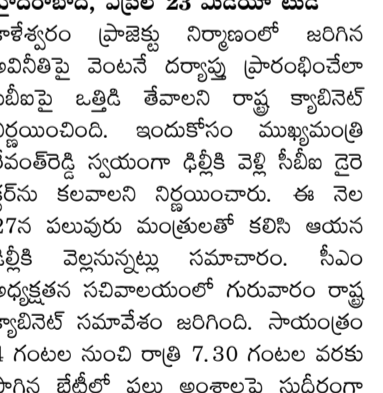 హైదరాబాద్, ఏప్రిల్ 23 మీడియా టుడే
కాళేశ్వరం ప్రాజెక్టు నిర్మాణంలో జరిగిన
అవినీతిపై వెంటనే దర్యాప్తు ప్రారంభించేలా
సీబీఐపై ఒత్తిడి తేవాలని రాష్ట్ర క్యాబినెట్
నిర్ణయించింది. ఇందుకోసం ముఖ్యమంత్రి
రేవంత్‌రెడ్డి స్వయంగా ఢిల్లీకి వెళ్లి సీబీఐ డైరె
క్టర్‌ను కలవాలని నిర్ణయించారు. ఈ నెల
27న పలువురు మంత్రులతో కలిసి ఆయన
ఢిల్లీకి వెల్లనున్నట్లు సమాచారం. సీఎం
అధ్యక్షతన సచివాలయంలో గురువారం రాష్ట్ర
క్యాబినెట్ సమావేశం జరిగింది. సాయంత్రం
4 గంటల నుంచి రాత్రి 7.30 గంటల వరకు
సాగిన భేటీలో పలు అంశాలపై సుదీర్ఘంగా